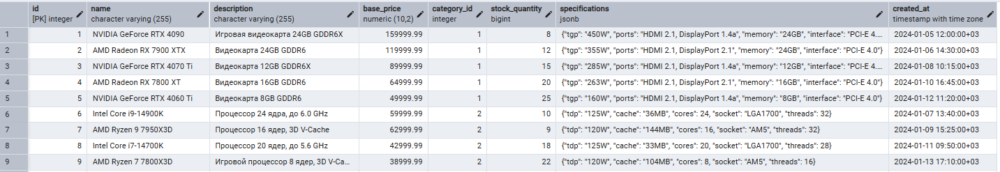 id name description base_price category_id stock_quantity specifications created_at
[PK] integer character varying (255) character varying (255) numeric (10,2) integer bigint jsonb timestamp with time zone
1 1 NVIDIA GeForce RTX 4090 Игровая видеокарта 24GB GDDR6X 159999.99 1 8 {"tgp": "450W", "ports": "HDMI 2.1, DisplayPort 1.4a", "memory": "24GB", "interface": "PCI-E 4.... 2024-01-05 12:00:00+03
2 2 AMD Radeon RX 7900 XTX Видеокарта 24GB GDDR6 119999.99 1 12 {"tgp": "355W", "ports": "HDMI 2.1, DisplayPort 2.1", "memory": "24GB", "interface": "PCI-E 4.0"} 2024-01-06 14:30:00+03
3 3 NVIDIA GeForce RTX 4070 Ti Видеокарта 12GB GDDR6X 89999.99 1 15 {"tgp": "285W", "ports": "HDMI 2.1, DisplayPort 1.4a", "memory": "12GB", "interface": "PCI-E 4.... 2024-01-08 10:15:00+03
4 4 AMD Radeon RX 7800 XT Видеокарта 16GB GDDR6 64999.99 1 20 {"tgp": "263W", "ports": "HDMI 2.1, DisplayPort 2.1", "memory": "16GB", "interface": "PCI-E 4.0"} 2024-01-10 16:45:00+03
5 5 NVIDIA GeForce RTX 4060 Ti Видеокарта 8GB GDDR6 49999.99 1 25 {"tgp": "160W", "ports": "HDMI 2.1, DisplayPort 1.4a", "memory": "8GB", "interface": "PCI-E 4.0"} 2024-01-12 11:20:00+03
6 6 Intel Core i9-14900K Процессор 24 ядра, до 6.0 GHz 59999.99 2 10 {"tdp": "125W", "cache": "36MB", "cores": 24, "socket": "LGA1700", "threads": 32} 2024-01-07 13:40:00+03
7 7 AMD Ryzen 9 7950X3D Процессор 16 ядер, 3D V-Cache 62999.99 2 9 {"tdp": "120W", "cache": "144MB", "cores": 16, "socket": "AM5", "threads": 32} 2024-01-09 15:25:00+03
8 8 Intel Core i7-14700K Процессор 20 ядер, до 5.6 GHz 42999.99 2 18 {"tdp": "125W", "cache": "33MB", "cores": 20, "socket": "LGA1700", "threads": 28} 2024-01-11 09:50:00+03
9 9 AMD Ryzen 7 7800X3D Игровой процессор 8 ядер, 3D V-Ca... 38999.99 2 22 {"tdp": "120W", "cache": "104MB", "cores": 8, "socket": "AM5", "threads": 16} 2024-01-13 17:10:00+03